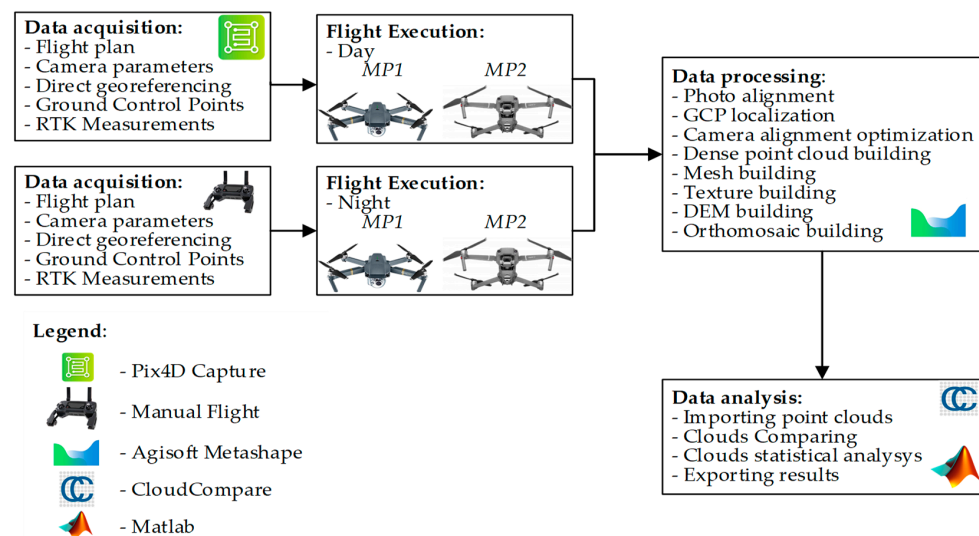 Data acquisition:
- Flight plan
- Camera parameters
- Direct georeferencing
- Ground Control Points
- RTK Measurements
Flight Execution:
- Day
MP1 MP2
Data acquisition:
- Flight plan
- Camera parameters
- Direct georeferencing
- Ground Control Points
- RTK Measurements
Flight Execution:
- Night
MP1 MP2
Data processing:
- Photo alignment
- GCP localization
- Camera alignment optimization
- Dense point cloud building
- Mesh building
- Texture building
- DEM building
- Orthomosaic building
Data analysis:
- Importing point clouds
- Clouds Comparing
- Clouds statistical analysys
- Exporting results
CC
Legend:
- Pix4D Capture
- Manual Flight
- Agisoft Metashape
CC - CloudCompare
- Matlab